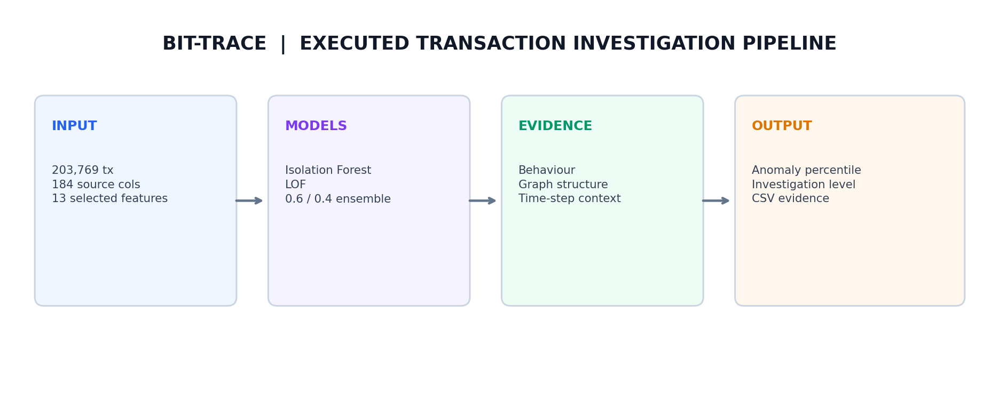 BIT-TRACE | EXECUTED TRANSACTION INVESTIGATION PIPELINE
INPUT
203,769 tx
184 source cols
13 selected features
MODELS
Isolation Forest
LOF
0.6 / 0.4 ensemble
EVIDENCE
Behaviour
Graph structure
Time-step context
OUTPUT
Anomaly percentile
Investigation level
CSV evidence